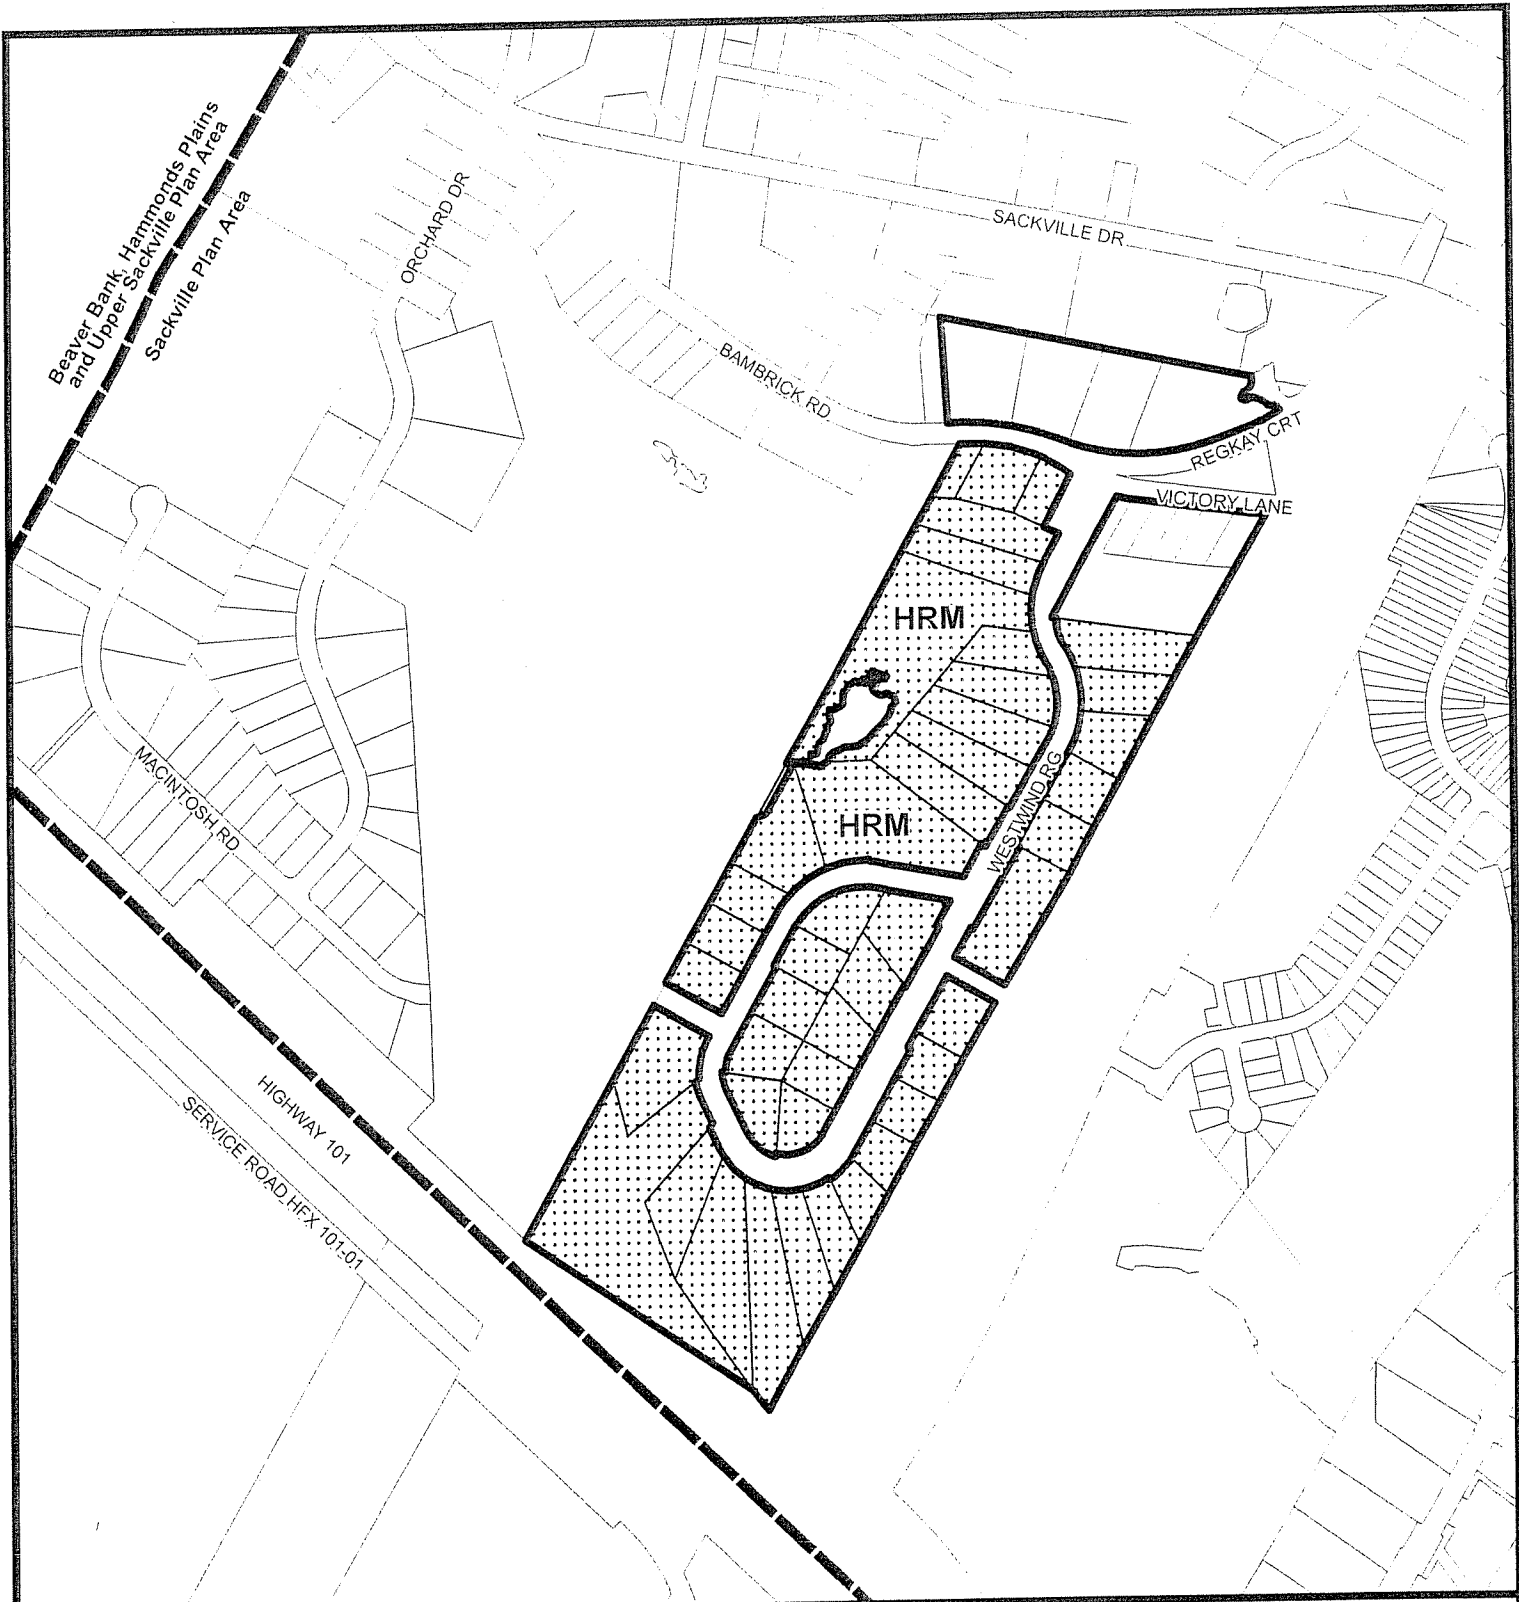 Beaver Bank, Hammonds Plains
and Upper Sackville Plan Area
Sackville Plan Area
ORCHARD DR
SACKVILLE DR
BAMBRICK RD
REGKAY CRT
VICTORY LANE
HRM
HRM
WESTWIND RG
MACINTOSH RD
HIGHWAY 101
SERVICE ROAD HFX 101-01